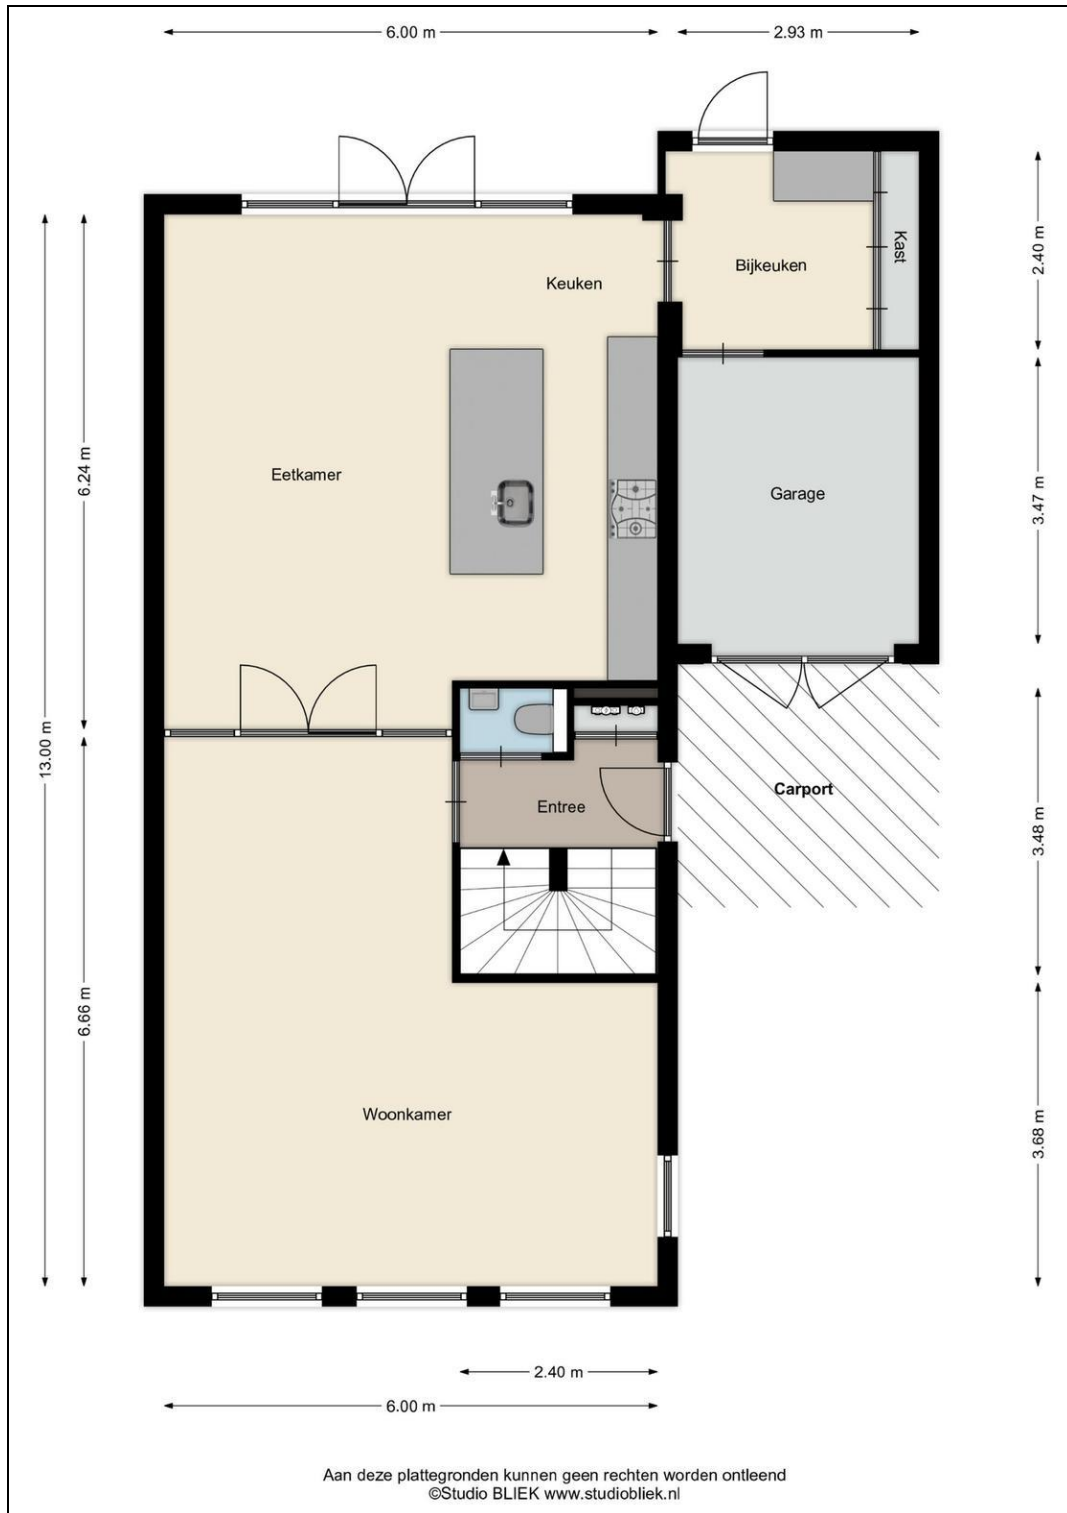 6.00 m
2.93 m
Keuken
Bijkeuken
Kast
2.40 m
6.24 m
Eetkamer
Garage
3.47 m
13.00 m
Entree
Carport
3.48 m
6.66 m
Woonkamer
3.68 m
2.40 m
6.00 m
Aan deze plattegronden kunnen geen rechten worden ontleend
©Studio BLIEK www.studiobliek.nl